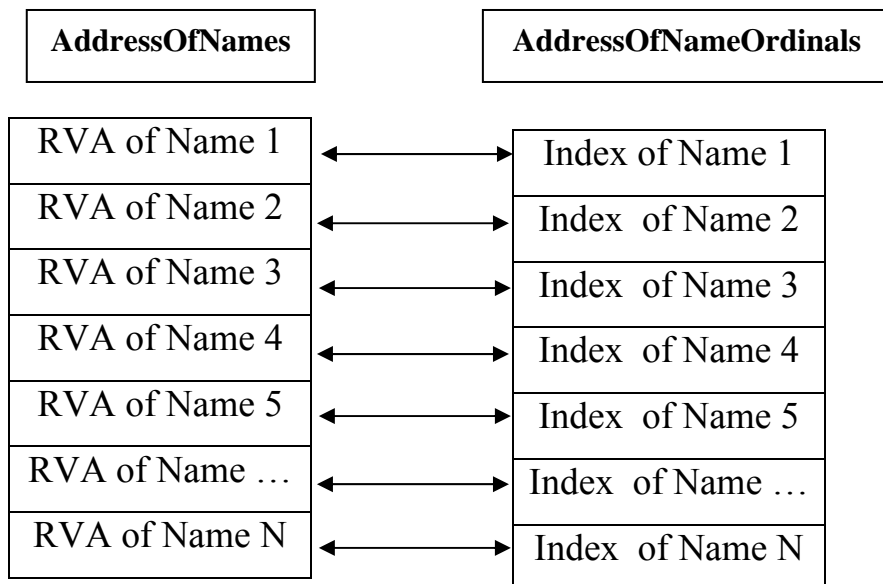 AddressOfNames
AddressOfNameOrdinals
RVA of Name 1
Index of Name 1
RVA of Name 2
Index of Name 2
RVA of Name 3
Index of Name 3
RVA of Name 4
Index of Name 4
RVA of Name 5
Index of Name 5
RVA of Name …
Index of Name …
RVA of Name N
Index of Name N